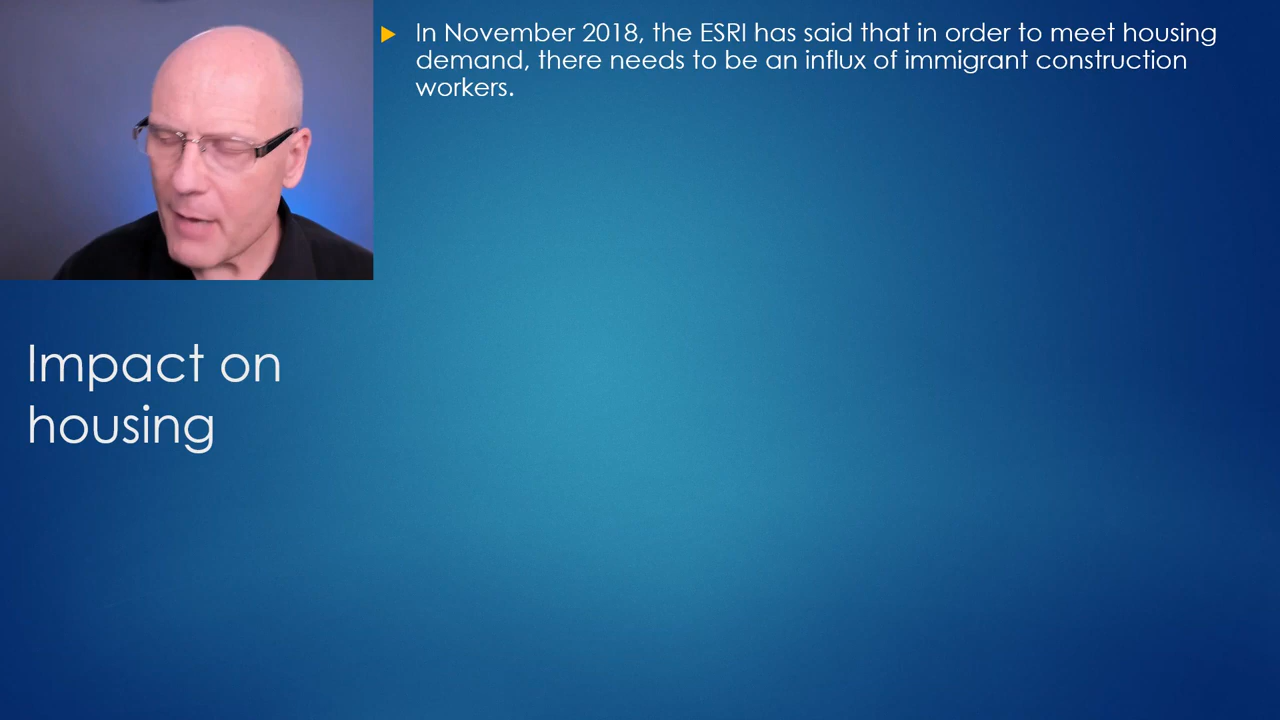 In November 2018, the ESRI has said that in order to meet housing
demand, there needs to be an influx of immigrant construction
workers.
Impact on
housing